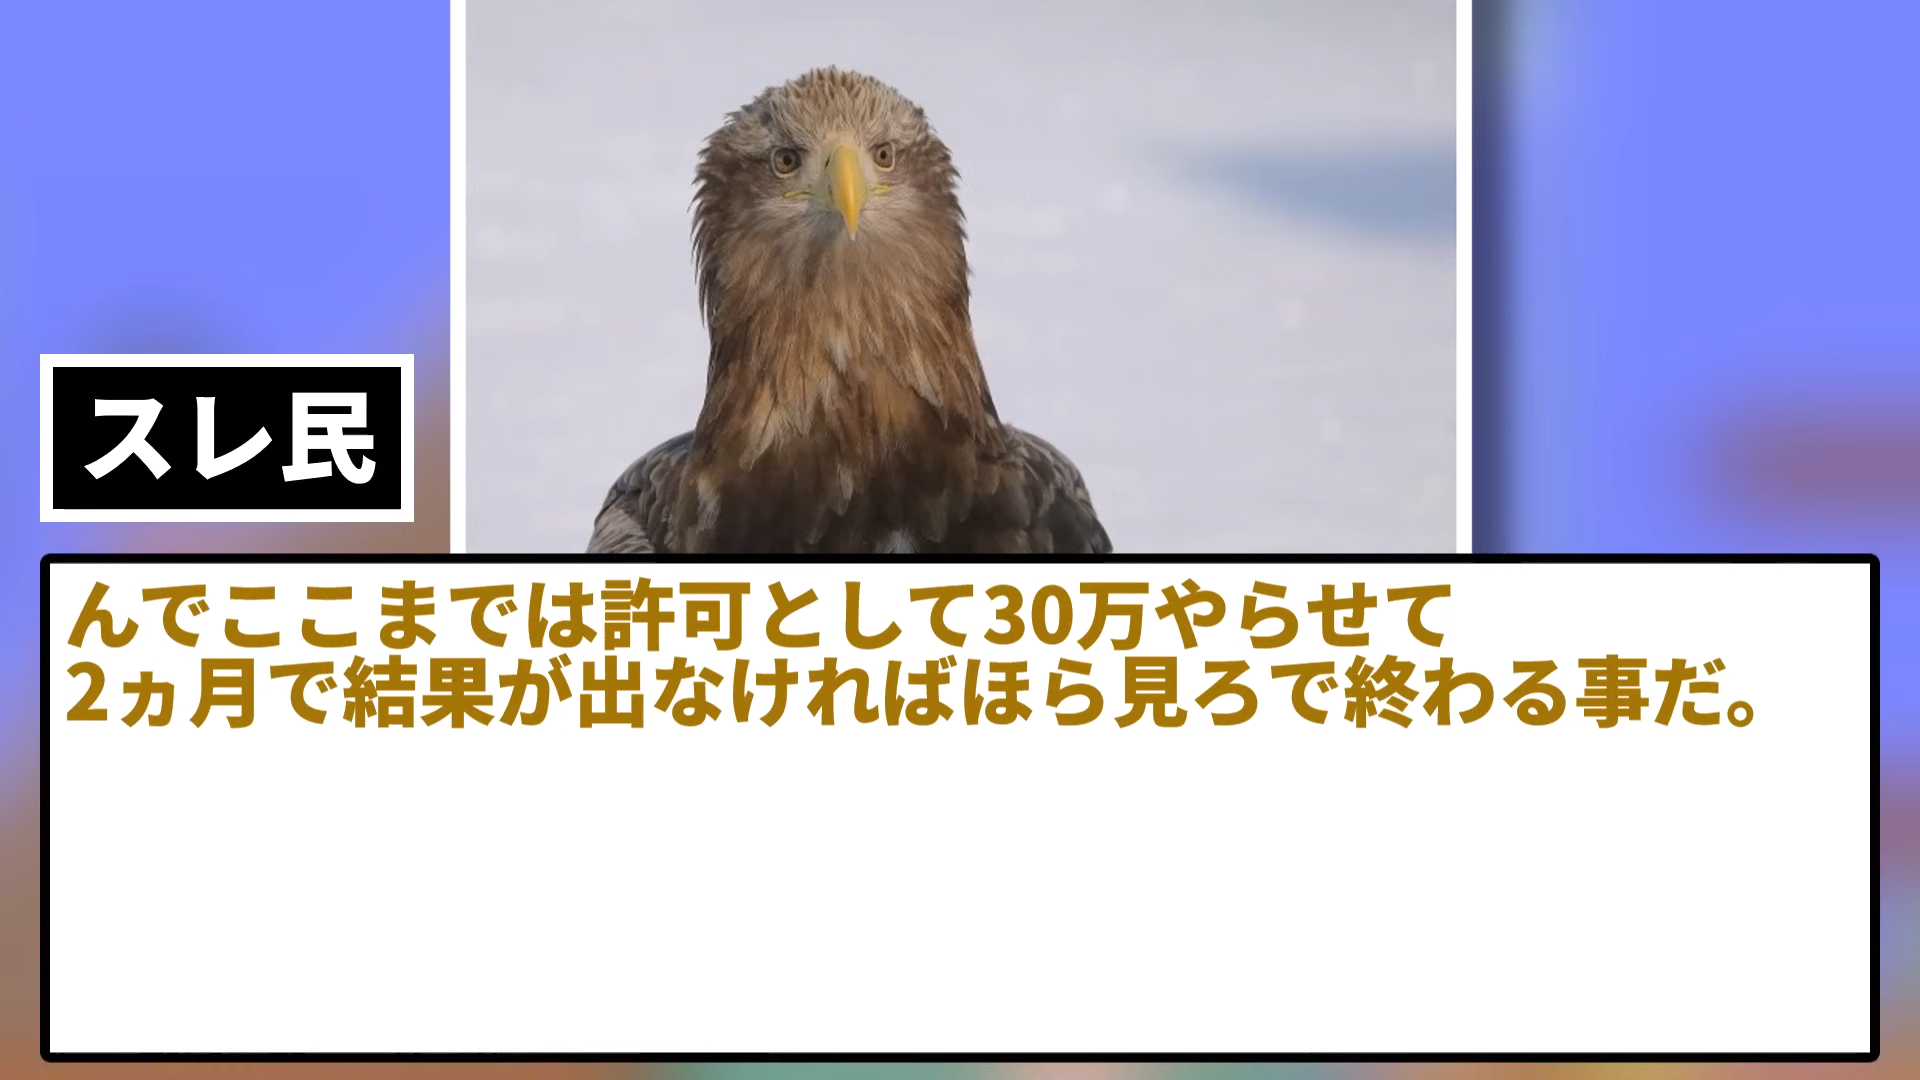 スレ民
んでここまでは許可として30万やらせて
2ヵ月で結果が出なければほら見ろで終わる事だ。